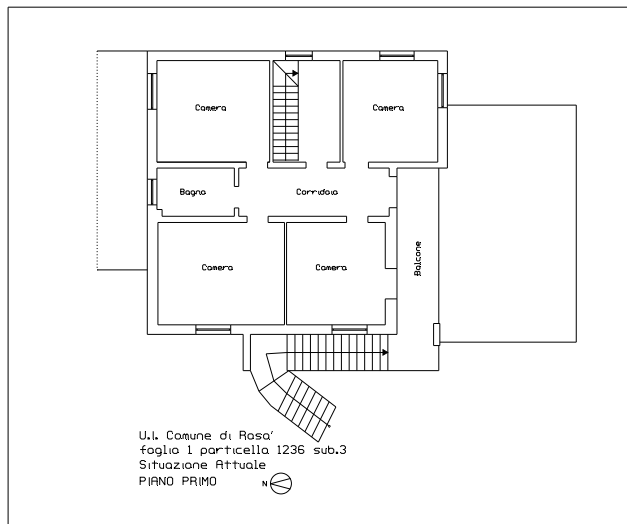 Camera
Camera
Bagno
Corridoio
Camera
Camera
Balcone
U.I. Comune di Rosa'
foglio 1 particella 1236 sub.3
Situazione Attuale
PIANO PRIMO
N